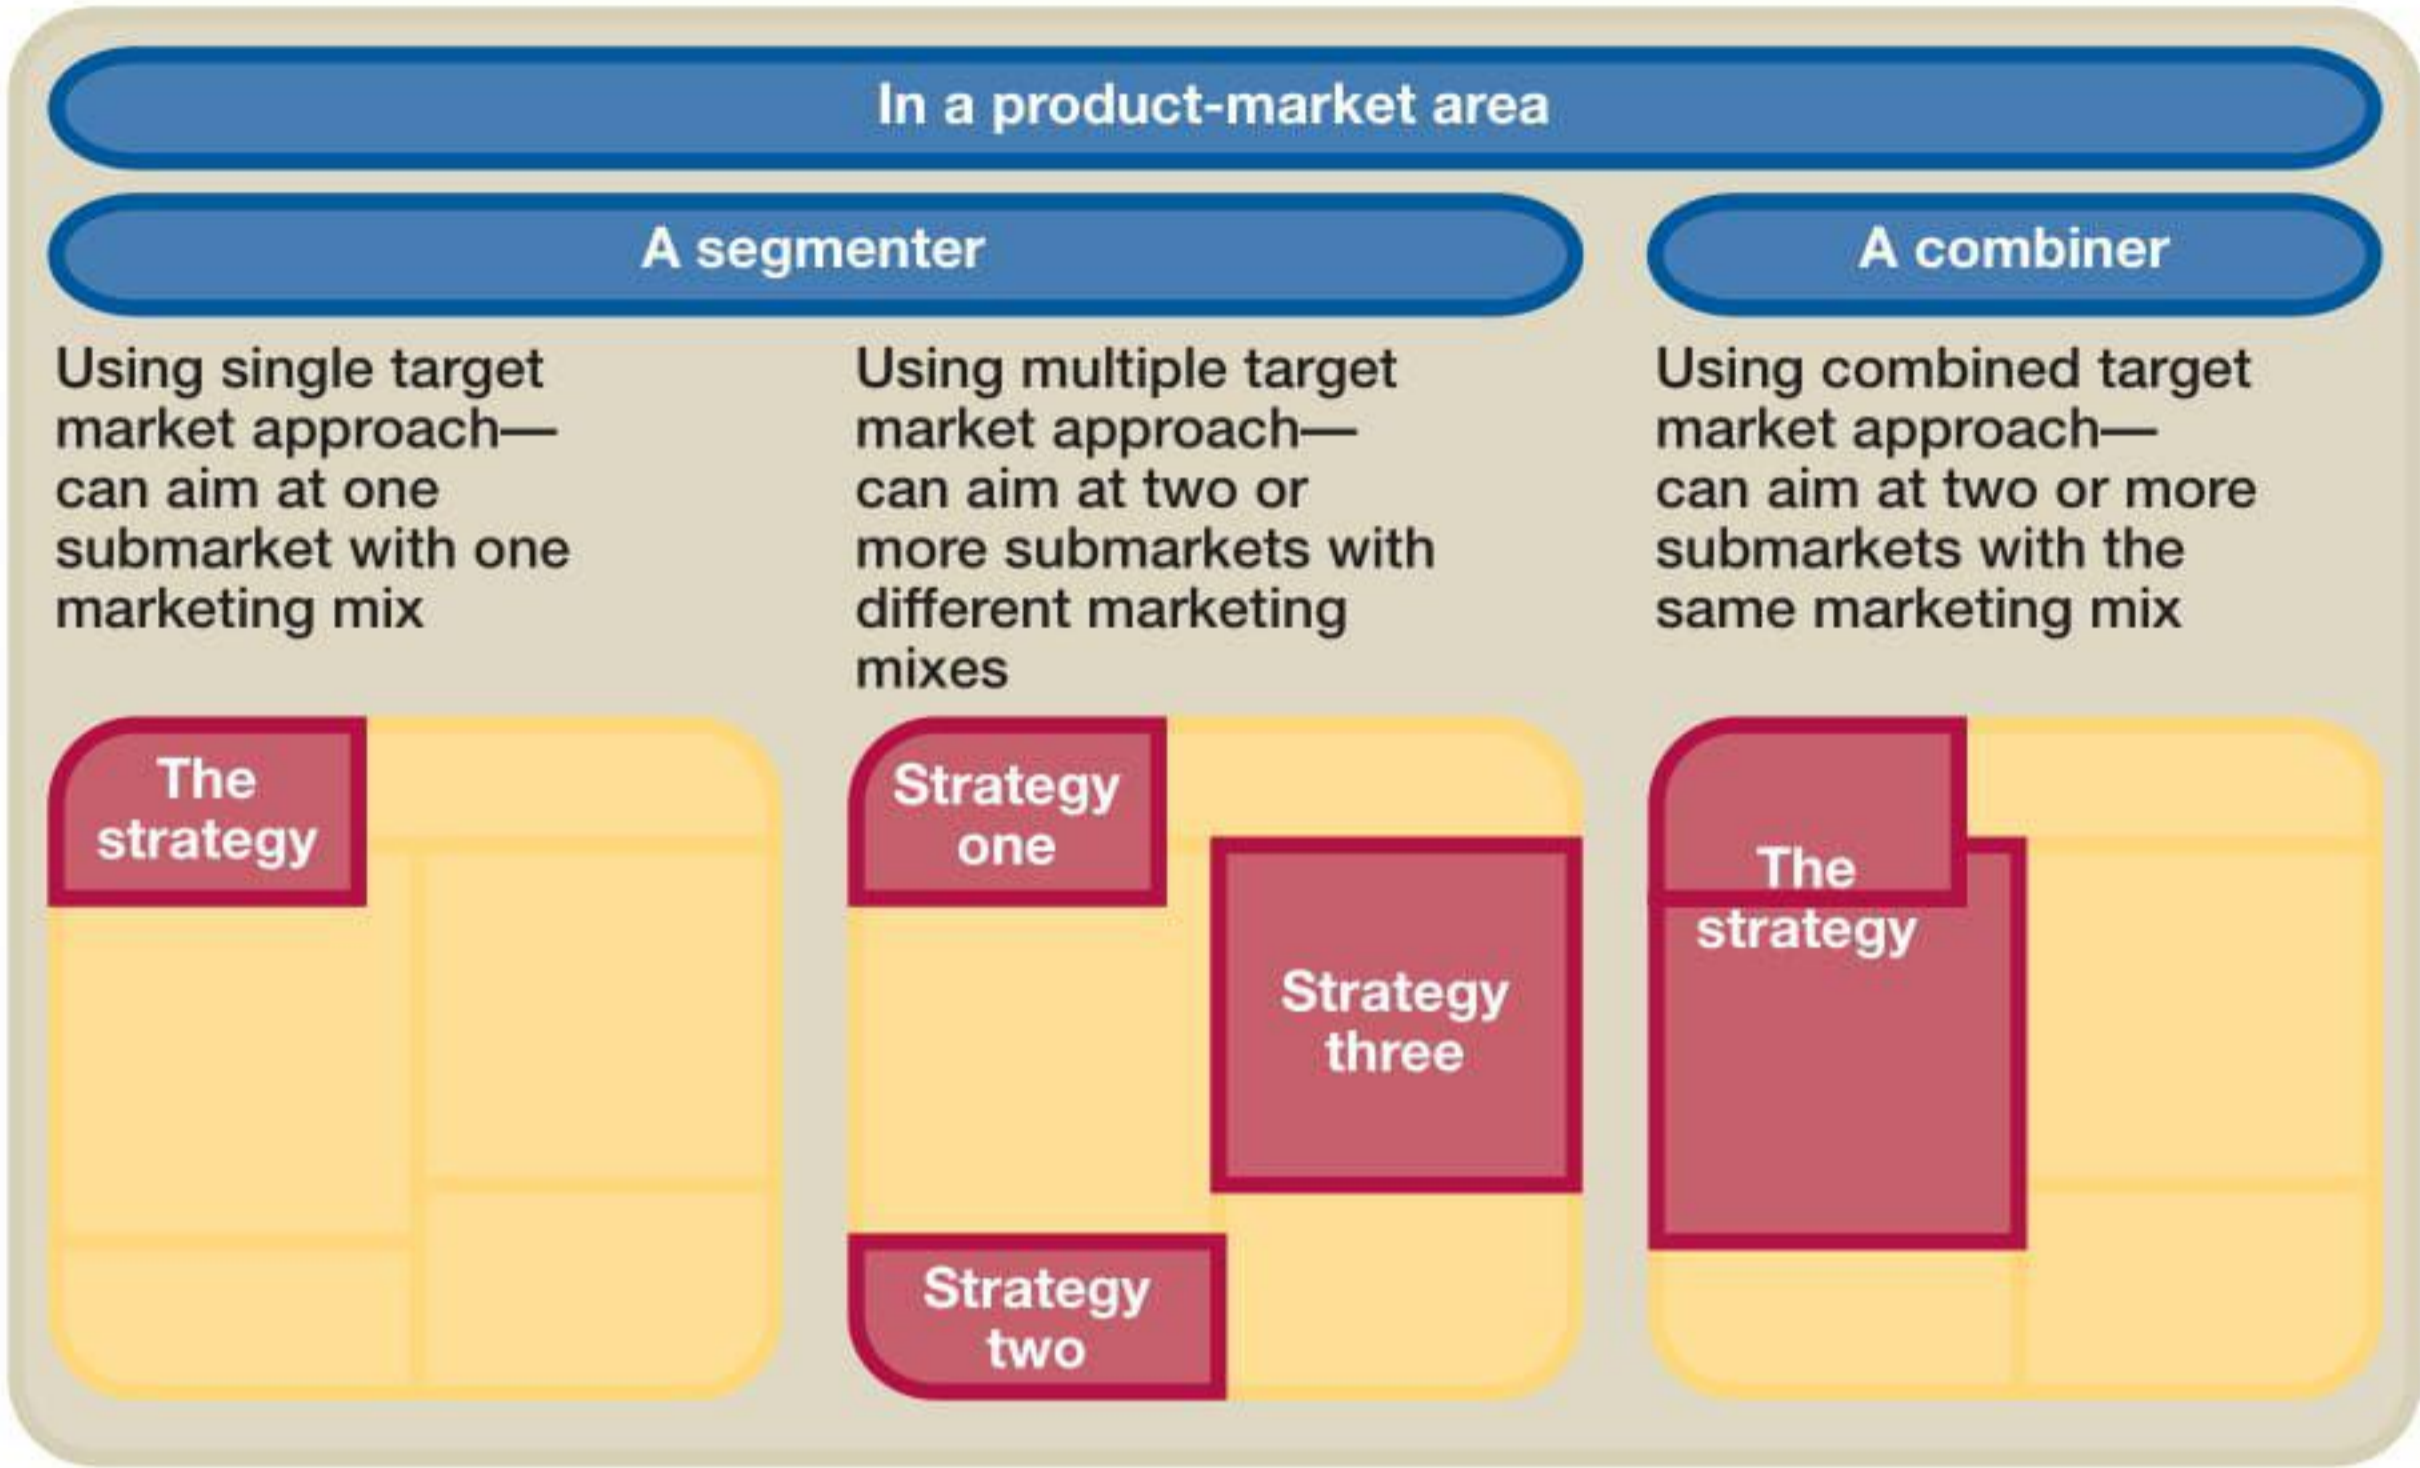 In a product-market area
A segmenter
A combiner
Using single target
market approach—
can aim at one
submarket with one
marketing mix
Using multiple target
market approach—
can aim at two or
more submarkets with
different marketing
mixes
Using combined target
market approach—
can aim at two or more
submarkets with the
same marketing mix
The
strategy
Strategy
one
Strategy
three
Strategy
two
The
strategy